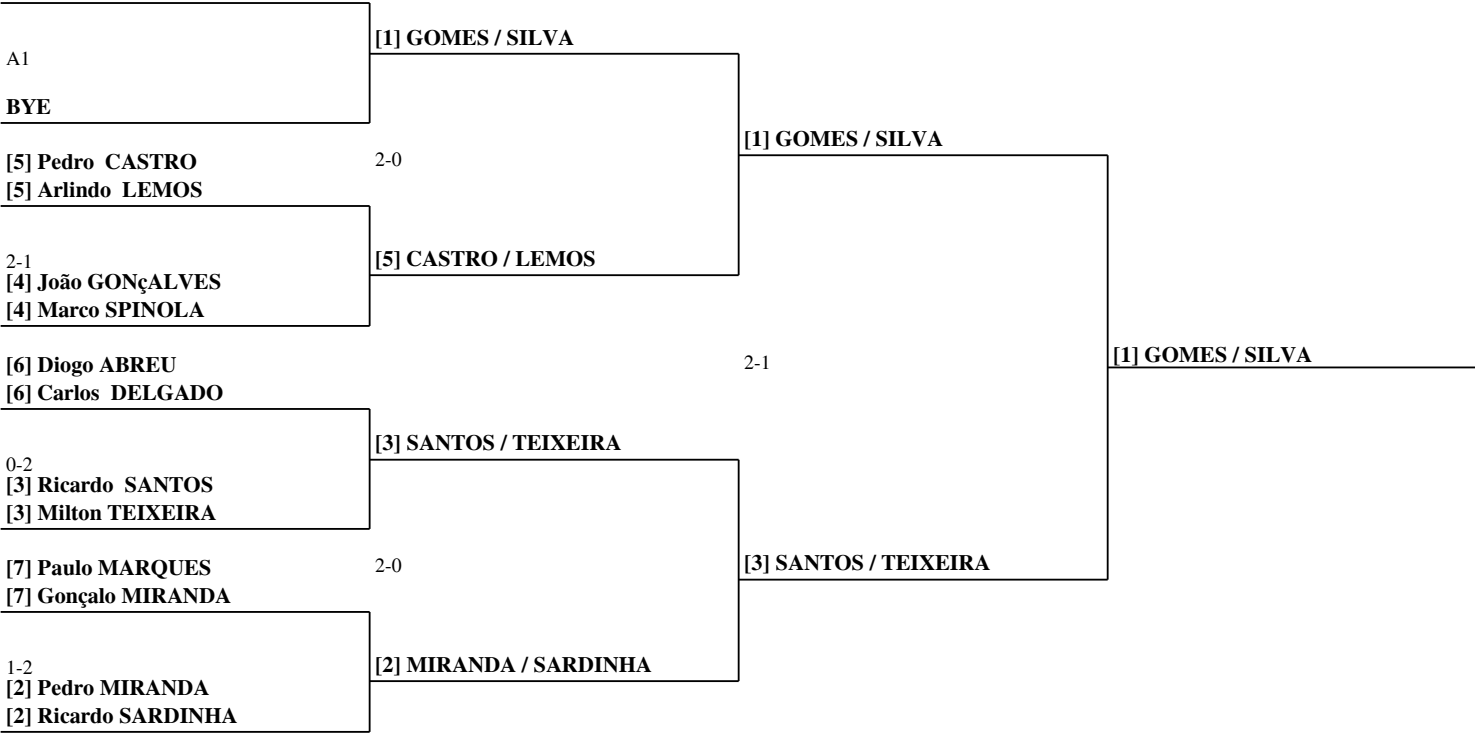 [1] GOMES / SILVA
A1
BYE
[1] GOMES / SILVA
[5] Pedro  CASTRO
2-0
[5] Arlindo  LEMOS
2-1
[5] CASTRO / LEMOS
[4] João GONçALVES
[4] Marco SPINOLA
[1] GOMES / SILVA
[6] Diogo ABREU
2-1
[6] Carlos  DELGADO
[3] SANTOS / TEIXEIRA
0-2
[3] Ricardo  SANTOS
[3] Milton TEIXEIRA
[3] SANTOS / TEIXEIRA
[7] Paulo MARQUES
2-0
[7] Gonçalo MIRANDA
1-2
[2] MIRANDA / SARDINHA
[2] Pedro MIRANDA
[2] Ricardo SARDINHA